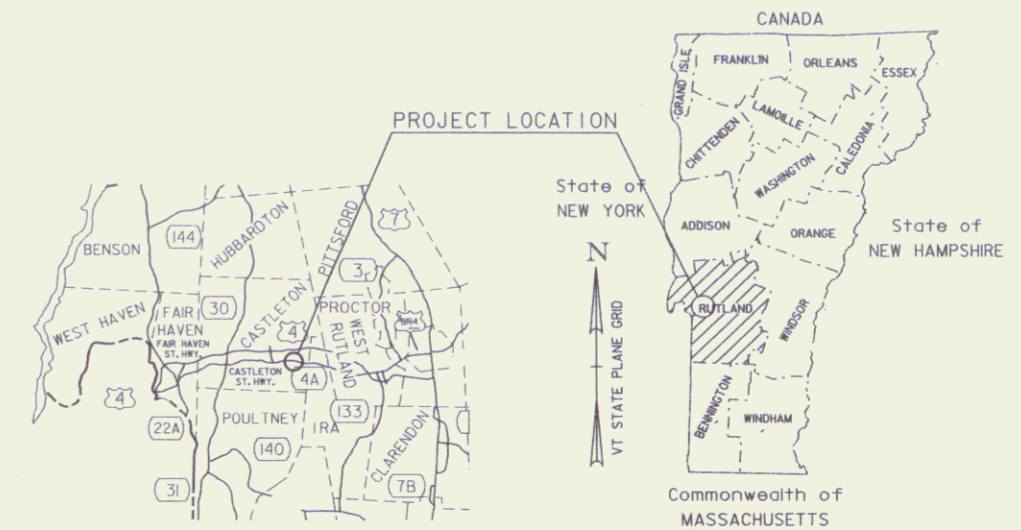 CANADA
FRANKLIN
ORLEANS
ESSEX
GRAND ISLE
LAMOILLE
CHITTENDEN
CALEDONIA
WASHINGTON
PROJECT LOCATION
State of
NEW YORK
ADDISON
ORANGE
State of
NEW HAMPSHIRE
RUTLAND
WINDSOR
BENNINGTON
WINDHAM
Commonwealth of
MASSACHUSETTS
N
VT STATE PLANE GRID
BENSON
144
HUBBARDTON
PITTSFORD
7
3
WEST HAVEN
FAIR
HAVEN
FAIR HAVEN
ST. HWY.
30
CASTLETON
4
PROCTOR
WEST
RUTLAND
BR4
CASTLETON
ST. HWY.
4A
4
22A
POULTNEY
IRA
133
140
CLARENDON
31
7B